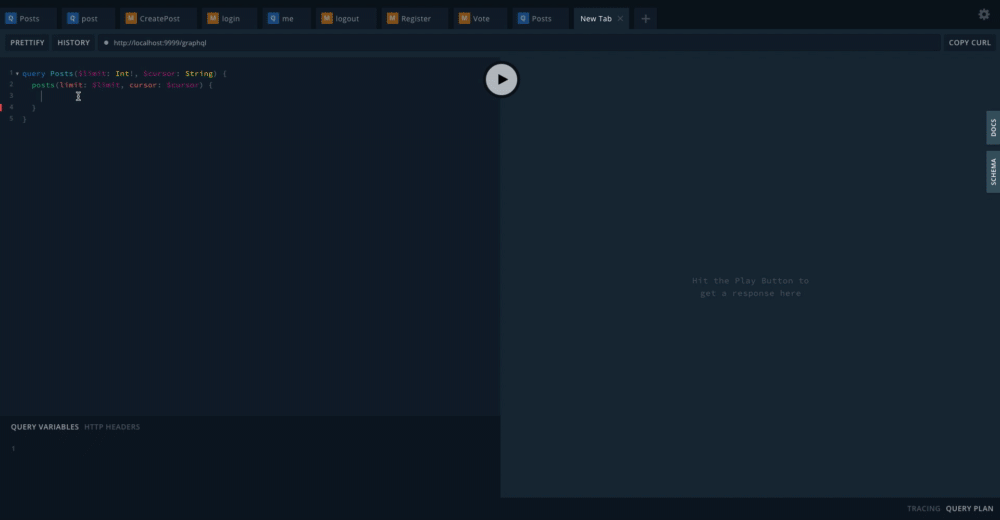 Q Posts Q post M CreatePost M login Q me M logout M Register M Vote Q Posts New Tab × +
PRETTIFY HISTORY http://localhost:9999/graphql COPY CURL
1 query Posts($limit: Int!, $cursor: String) {
2 posts(limit: $limit, cursor: $cursor) {
3
4 }
5 }
DOCS
SCHEMA
Hit the Play Button to
get a response here
QUERY VARIABLES HTTP HEADERS
1
TRACING QUERY PLAN